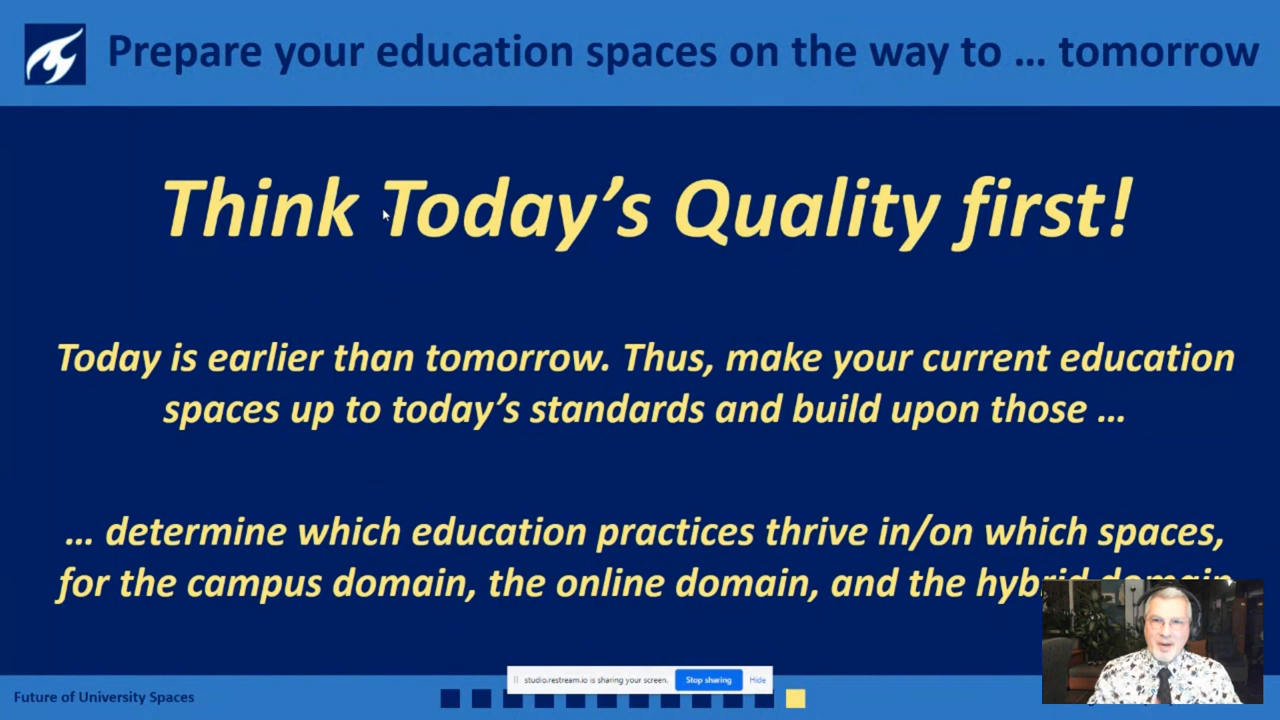 Prepare your education spaces on the way to … tomorrow
Think Today’s Quality first!
Today is earlier than tomorrow. Thus, make your current education
spaces up to today’s standards and build upon those …
… determine which education practices thrive in/on which spaces,
for the campus domain, the online domain, and the hybrid domain
studio.restream.io is sharing your screen.
Stop sharing
Hide
Future of University Spaces